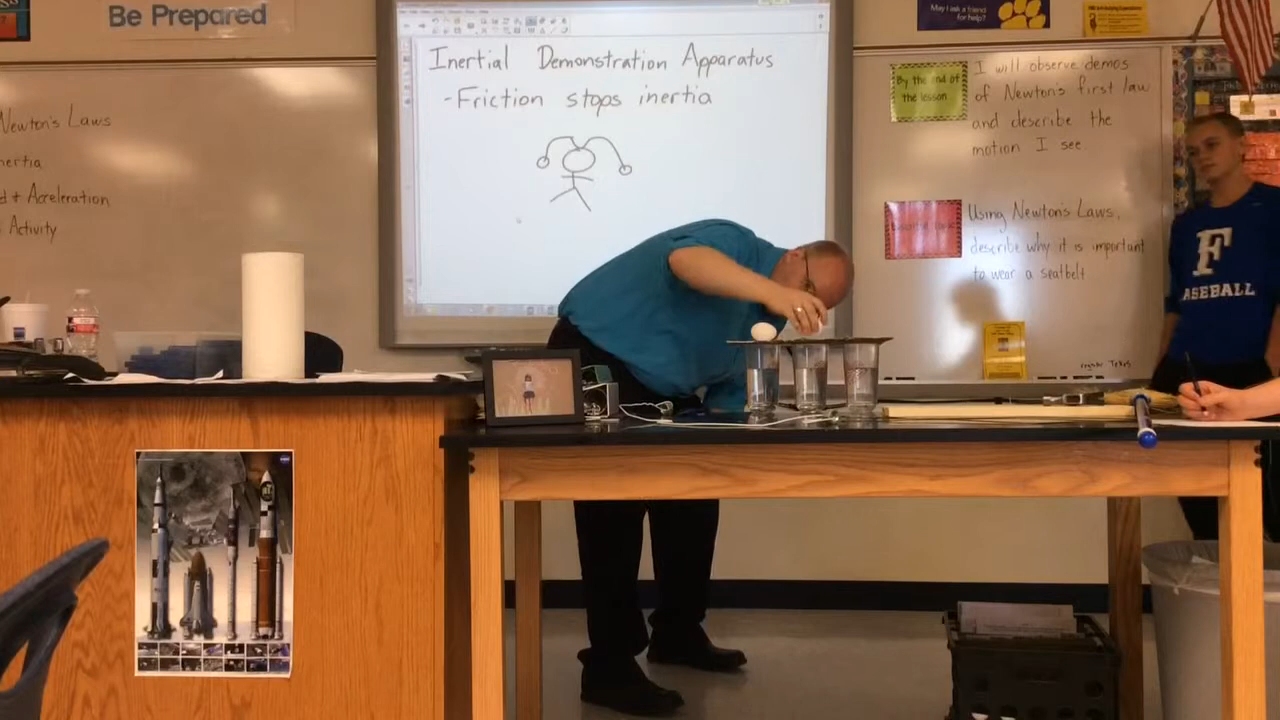 Be Prepared
May I ask a friend
for help?
Newton's Laws
Inertial Demonstration Apparatus
-Friction stops inertia
& Acceleration
Activity
By the end of
the lesson
I will observe demos
of Newton's first law
and describe the
motion I see
Using Newton's Laws,
describe why it is important
to wear a seatbelt
F
ASEBALL